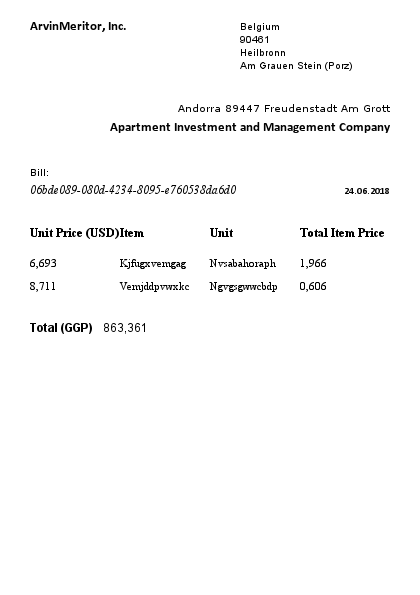 ArvinMeritor, Inc.
Belgium
90461
Heilbronn
Am Grauen Stein (Porz)
Andorra 89447 Freudenstadt Am Grott
Apartment Investment and Management Company
Bill:
06bde089-080d-4234-8095-e760538da6d0
24.06.2018
Unit Price (USD)Item Unit Total Item Price
6,693 Kjfugxvemgag Nvsabahoraph 1,966
8,711 Vemjddpvwxkc Ngvgsgwwcbdp 0,606
Total (GGP) 863,361